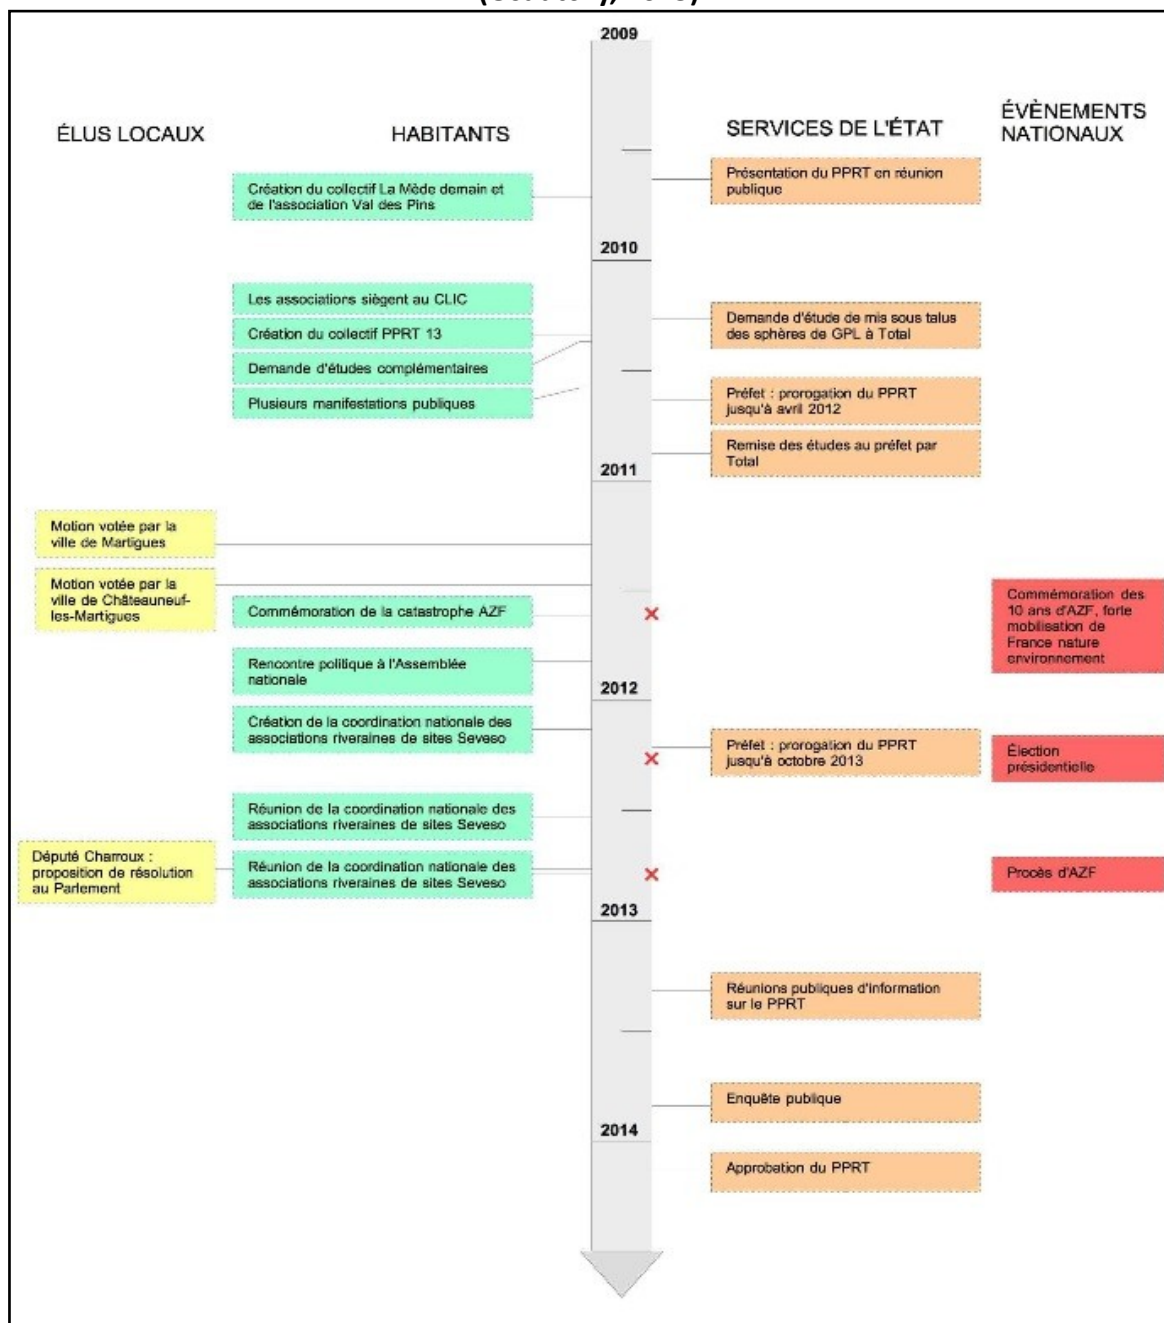 2009
ÉLUS LOCAUX
HABITANTS
SERVICES DE L'ÉTAT
ÉVÈNEMENTS
NATIONAUX
Création du collectif La Mède demain et
de l'association Val des Pins
Présentation du PPRT en réunion
publique
2010
Les associations siègent au CLIC
Création du collectif PPRT 13
Demande d'études complémentaires
Plusieurs manifestations publiques
Demande d'étude de mis sous talus
des sphères de GPL à Total
Préfet : prorogation du PPRT
jusqu'à avril 2012
Remise des études au préfet par
Total
2011
Motion votée par la
ville de Martigues
Motion votée par la
ville de Châteauneuf-
les-Martigues
Commémoration de la catastrophe AZF
Commémoration des
10 ans d'AZF, forte
mobilisation de
France nature
environnement
Rencontre politique à l'Assemblée
nationale
2012
Création de la coordination nationale des
associations riveraines de sites Seveso
Préfet : prorogation du PPRT
jusqu'à octobre 2013
Élection
présidentielle
Réunion de la coordination nationale des
associations riveraines de sites Seveso
Député Charroux :
proposition de résolution
au Parlement
Réunion de la coordination nationale des
associations riveraines de sites Seveso
Procès d'AZF
2013
Réunions publiques d'information
sur le PPRT
Enquête publique
2014
Approbation du PPRT